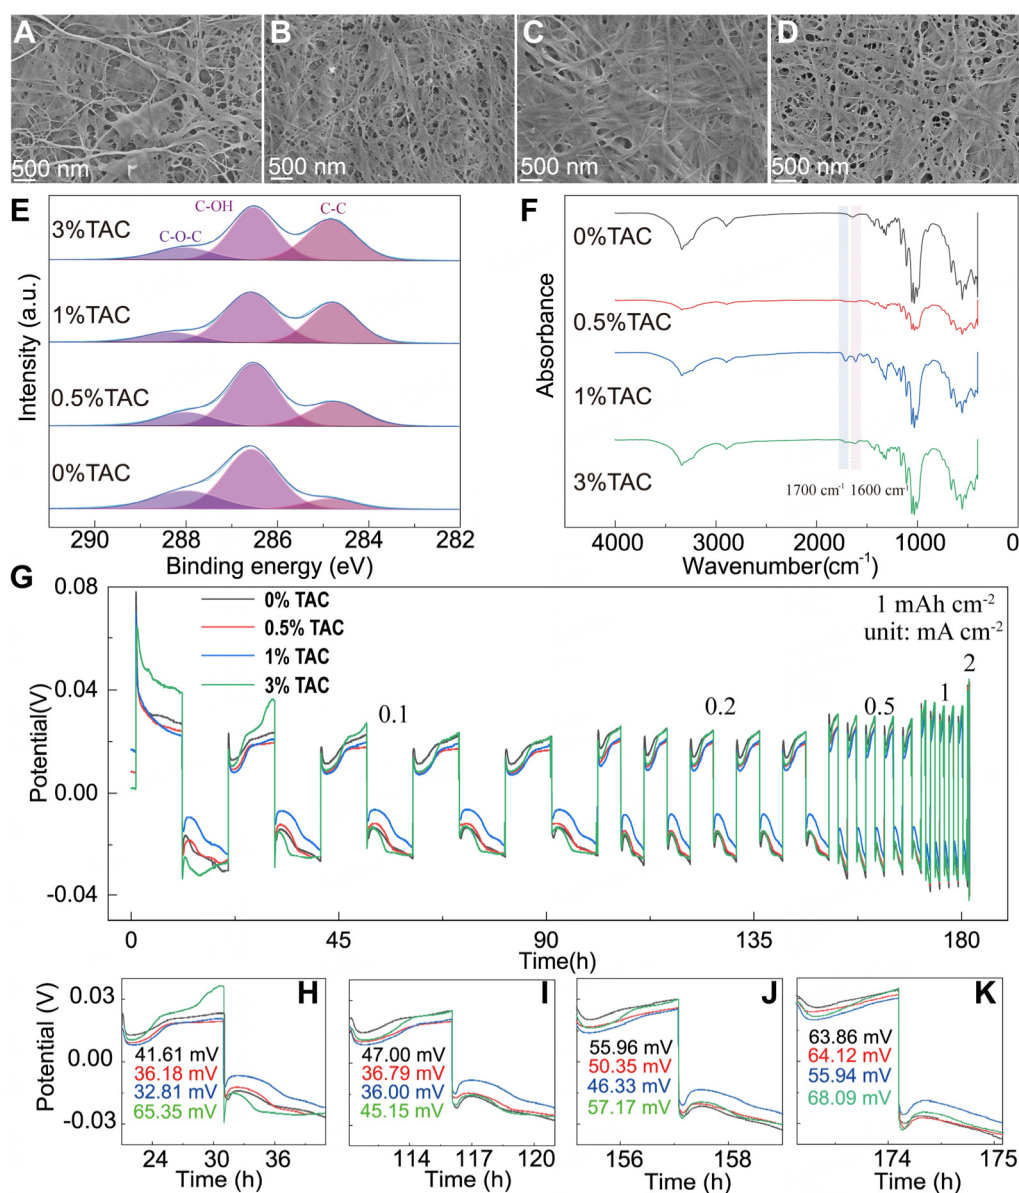 A
B
C
D
500 nm
500 nm
500 nm
500 nm
E
C-OH
C-C
C-O-C
3%TAC
1%TAC
0.5%TAC
0%TAC
Intensity (a.u.)
290 288 286 284 282
Binding energy (eV)
F
0%TAC
0.5%TAC
1%TAC
3%TAC
Absorbance
1700 cm-1 1600 cm-1
4000 3000 2000 1000 0
Wavenumber(cm-1)
G
0.08
0.04
0.00
-0.04
Potential(V)
0% TAC
0.5% TAC
1% TAC
3% TAC
1 mAh cm-2
unit: mA cm-2
0.1
0.2
0.5
1
2
0 45 90 135 180
Time(h)
H
0.03
0.00
-0.03
Potential (V)
41.61 mV
36.18 mV
32.81 mV
65.35 mV
24 30 36
Time (h)
I
47.00 mV
36.79 mV
36.00 mV
45.15 mV
114 117 120
Time (h)
J
55.96 mV
50.35 mV
46.33 mV
57.17 mV
156 158
Time (h)
K
63.86 mV
64.12 mV
55.94 mV
68.09 mV
174 175
Time (h)